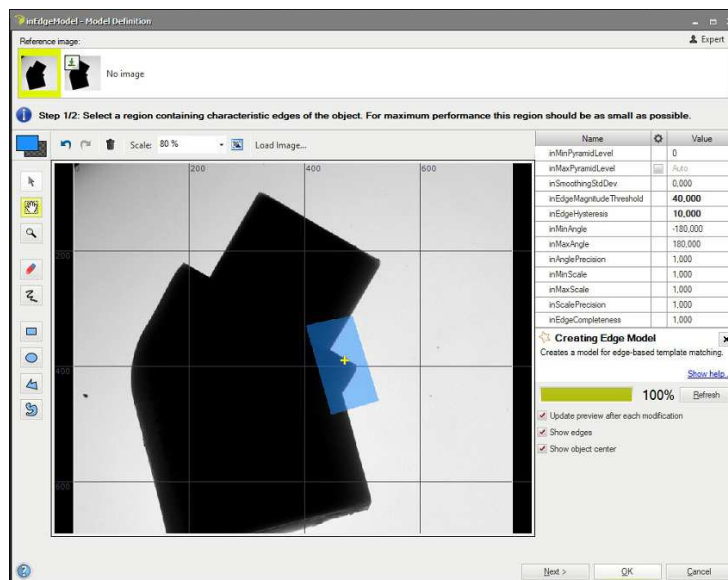 inEdgeModel - Model Definition
Reference image:
Expert
No image
Step 1/2: Select a region containing characteristic edges of the object. For maximum performance this region should be as small as possible.
Scale: 80 % Load Image...
Name Value
inMinPyramidLevel 0
inMaxPyramidLevel Auto
inSmoothingStdDev 0,000
inEdgeMagnitudeThreshold 40,000
inEdgeHysteresis 10,000
inMinAngle -180,000
inMaxAngle 180,000
inAnglePrecision 1,000
inMinScale 1,000
inMaxScale 1,000
inScalePrecision 1,000
inEdgeCompleteness 1,000
Creating Edge Model
Creates a model for edge-based template matching.
Show help...
100% Refresh
Update preview after each modification
Show edges
Show object center
0 200 400 600
200
400
600
Next > OK Cancel